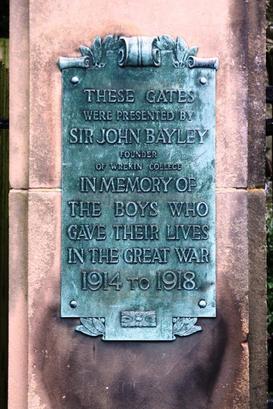 THESE GATES
WERE PRESENTED BY
SIR JOHN BAYLEY
FOUNDER
OF WREKIN COLLEGE
IN MEMORY OF
THE BOYS WHO
GAVE THEIR LIVES
IN THE GREAT WAR
1914 TO 1918